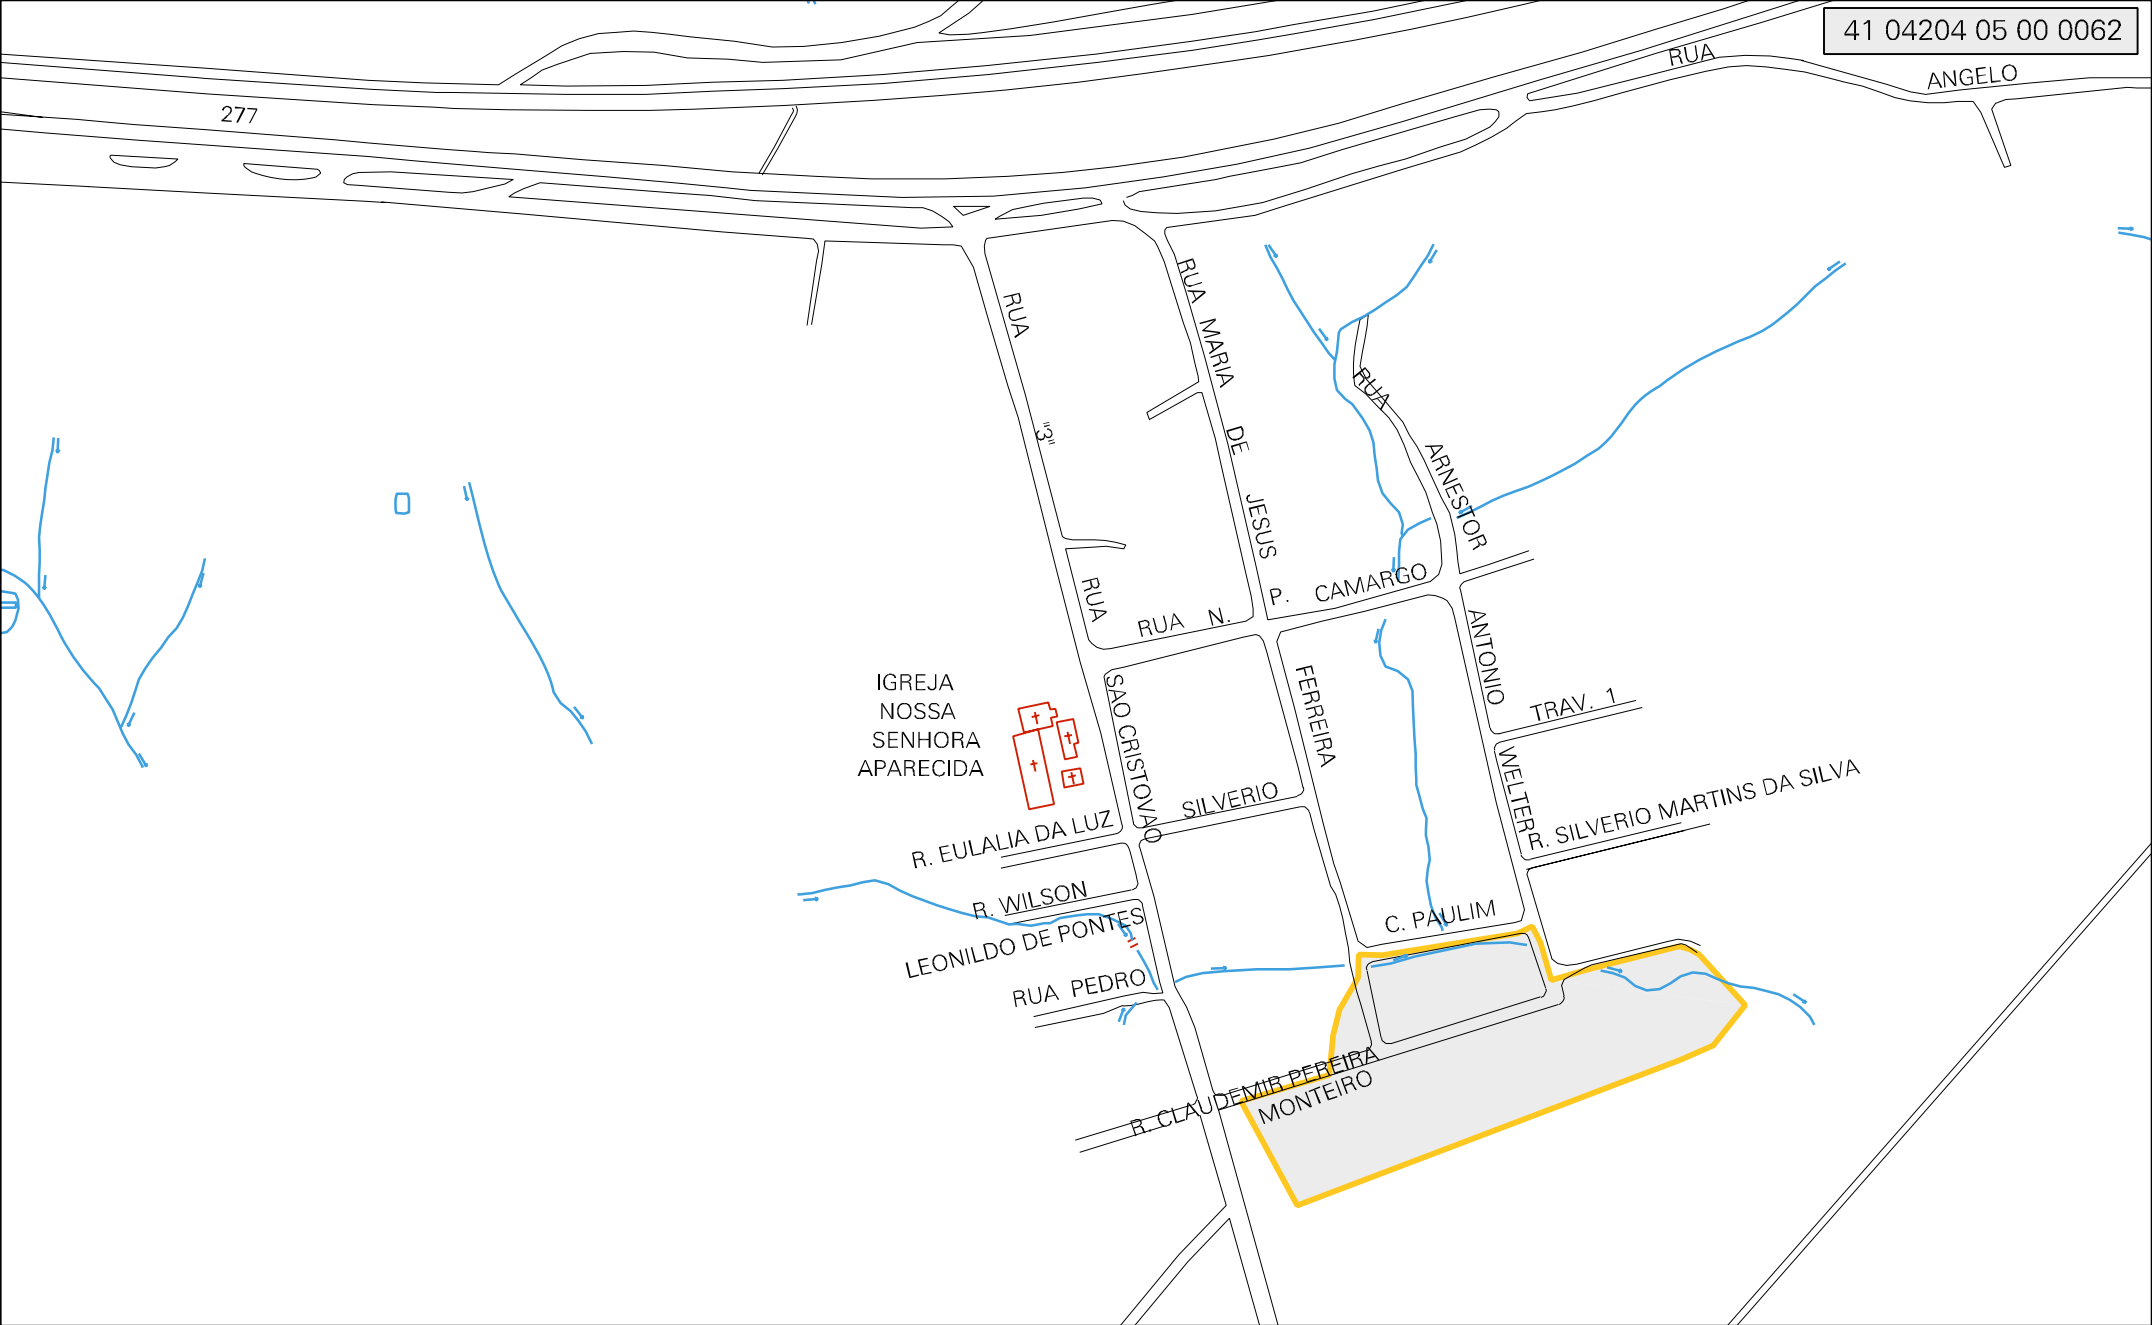 41 04204 05 00 0062
RUA
ANGELO
277
RUA
"3"
RUA MARIA DE JESUS
RUA
ARNESTOR
RUA
RUA N. P. CAMARGO
ANTONIO
FERREIRA
TRAV. 1
IGREJA
NOSSA
SENHORA
APARECIDA
SAO CRISTOVAO
WELTER
SILVERIO
R. SILVERIO MARTINS DA SILVA
R. EULALIA DA LUZ
R. WILSON
C. PAULIM
LEONILDO DE PONTES
RUA PEDRO
R. CLAUDEMIR PEREIRA
MONTEIRO